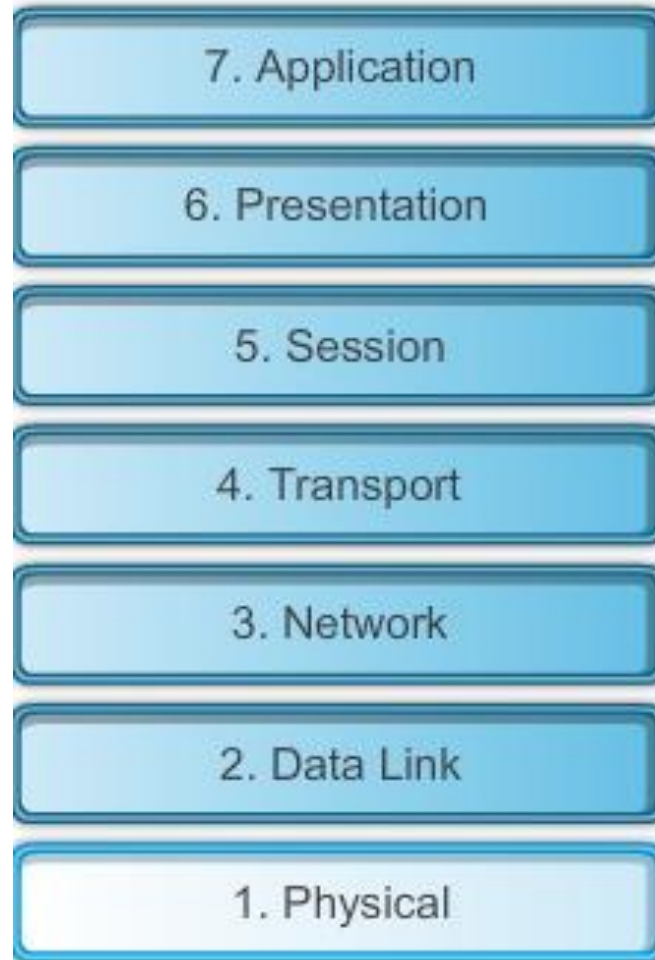 7. Application
6. Presentation
5. Session
4. Transport
3. Network
2. Data Link
1. Physical